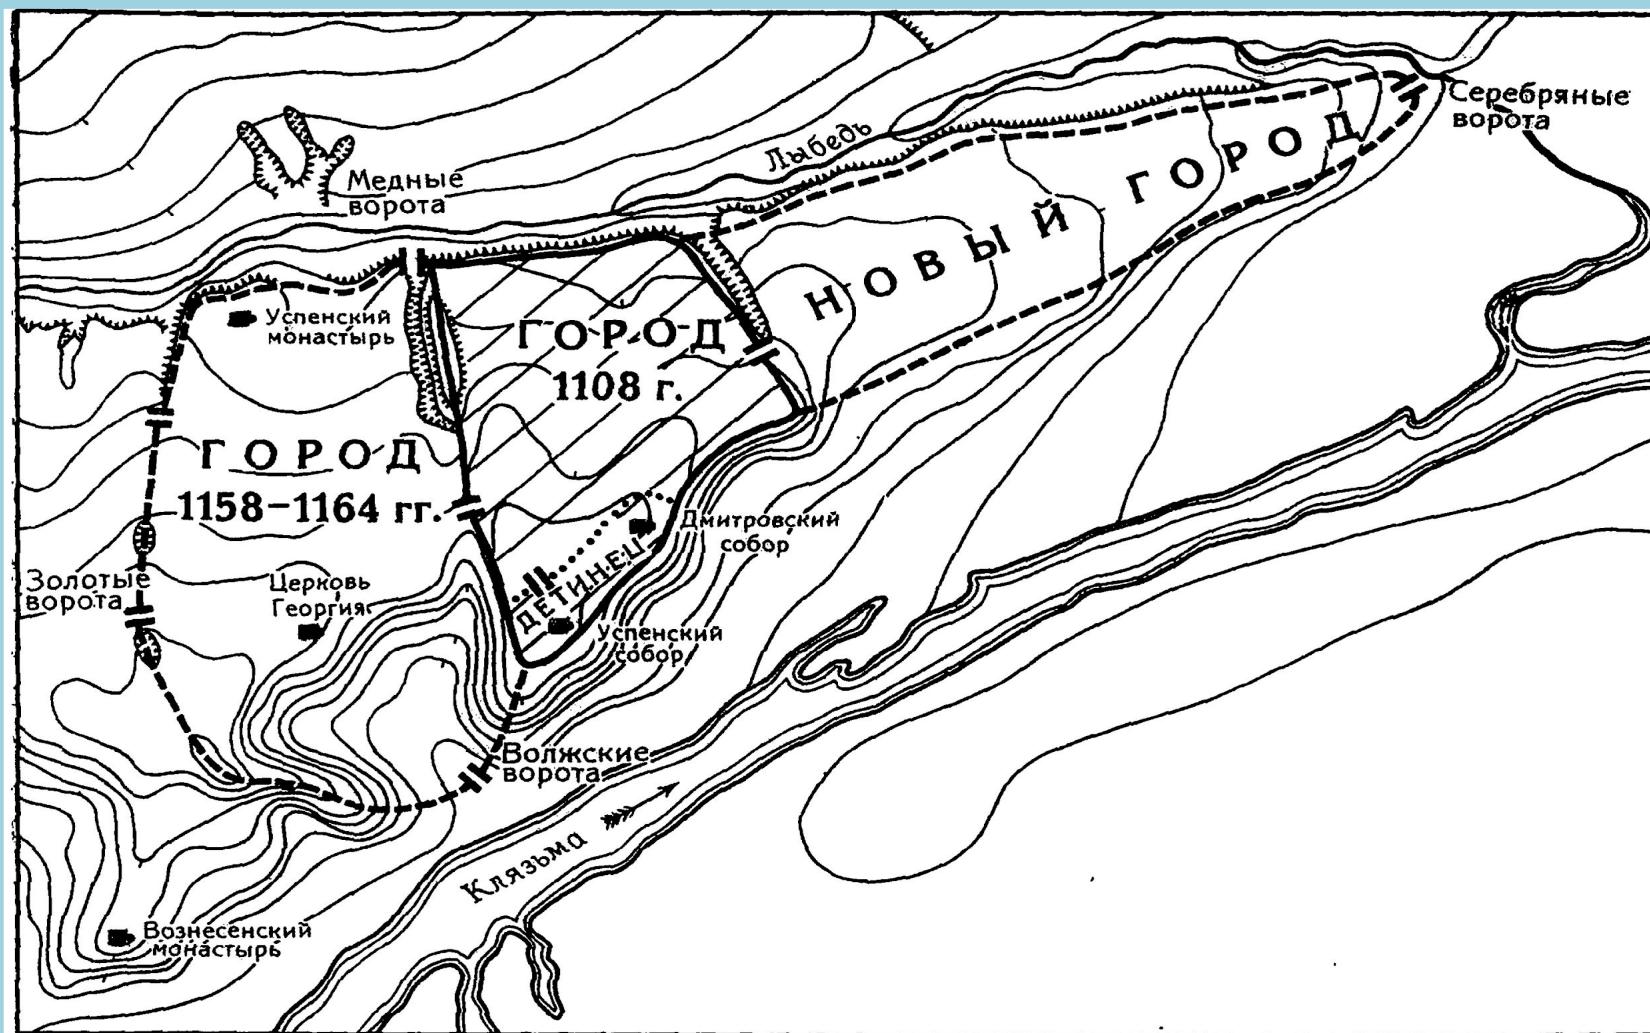 Серебряные
ворота
Лыбедь
Медные
ворота
НОВЫЙ ГОРОД
Успенский
монастырь
ГОРОД
1108 г.
ГОРОД
1158–1164 гг.
Дмитровский
собор
ДЕТИНЕЦ
Золотые
ворота
Церковь
Георгия
Успенский
собор
Волжские
ворота
Клязьма
Вознесенский
монастырь